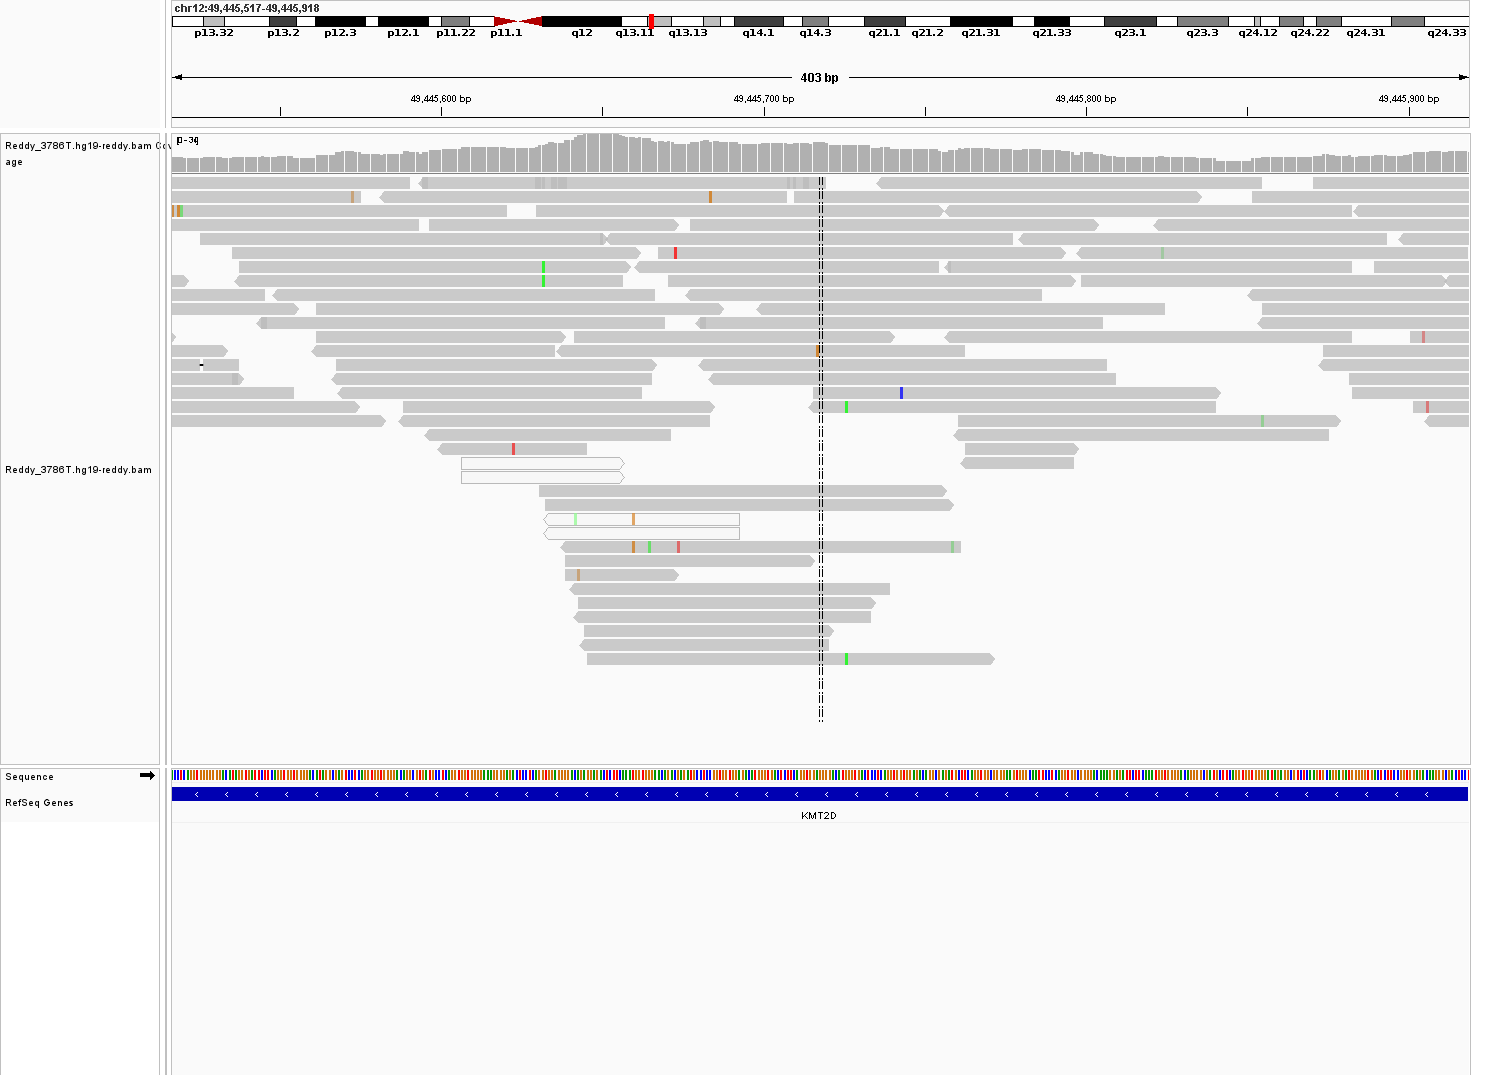 chr12:49,445,517-49,445,918
p13.32 p13.2 p12.3 p12.1 p11.22 p11.1 q12 q13.11 q13.13 q14.1 q14.3 q21.1 q21.2 q21.31 q21.33 q23.1 q23.3 q24.12 q24.22 q24.31 q24.33
403 bp
49,445,600 bp 49,445,700 bp 49,445,800 bp 49,445,900 bp
Reddy_3786T.hg19-reddy.bam Cov
age
Reddy_3786T.hg19-reddy.bam
Sequence
RefSeq Genes
KMT2D